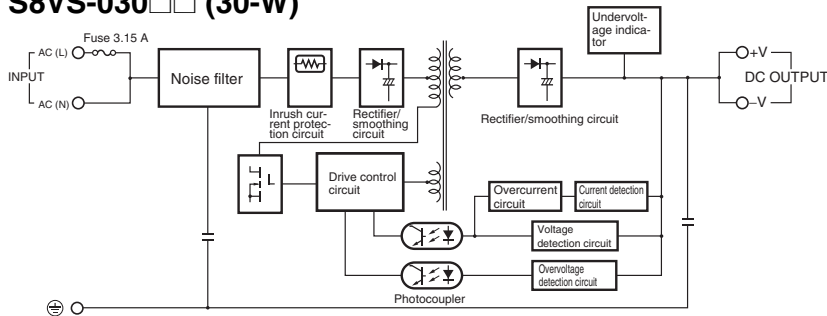 S8VS-030□□ (30-W)
Fuse 3.15 A
AC (L)
INPUT
AC (N)
Noise filter
Inrush cur-
rent protec-
tion circuit
Rectifier/
smoothing
circuit
Rectifier/smoothing circuit
Undervolt-
age indica-
tor
+V
DC OUTPUT
–V
Drive control
circuit
Overcurrent
circuit
Current detection
circuit
Voltage
detection circuit
Overvoltage
detection circuit
Photocoupler